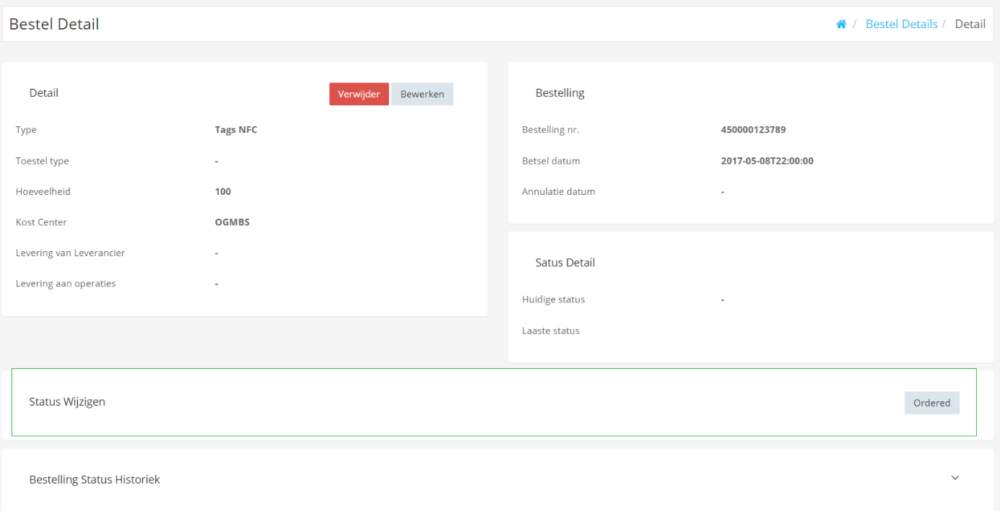 Bestel Detail
/ Bestel Details / Detail
Detail
Verwijder Bewerken
Type Tags NFC
Toestel type -
Hoeveelheid 100
Kost Center OGMBS
Levering van Leverancier -
Levering aan operaties -
Bestelling
Bestelling nr. 450000123789
Betsel datum 2017-05-08T22:00:00
Annulatie datum -
Satus Detail
Huidige status -
Laaste status
Status Wijzigen Ordered
Bestelling Status Historiek